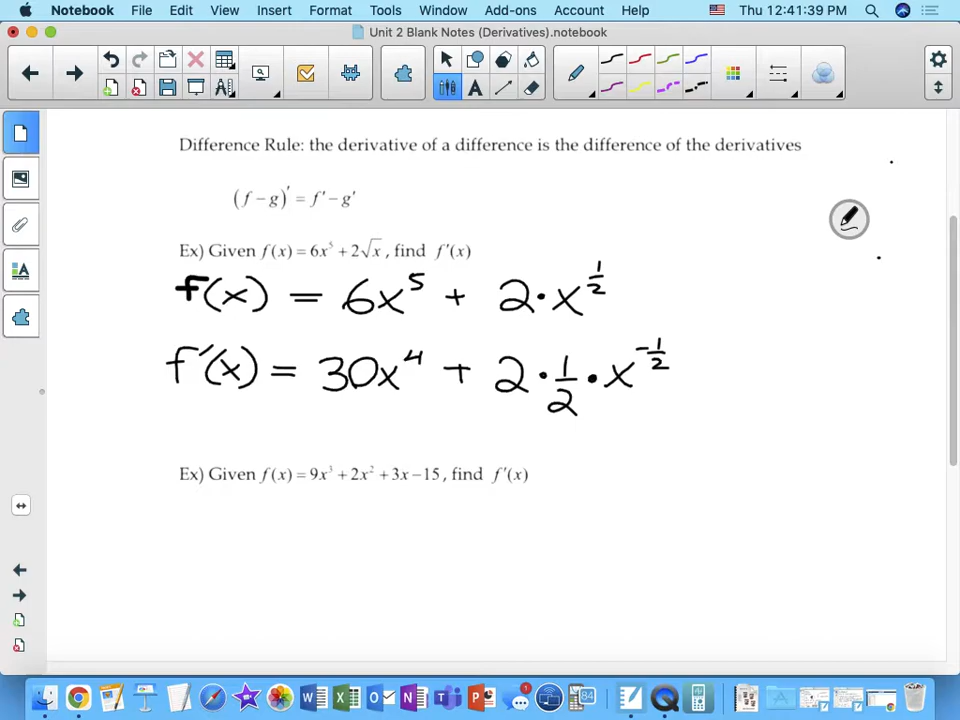 Notebook File Edit View Insert Format Tools Window Add-ons Account Help Thu 12:41:39 PM
Unit 2 Blank Notes (Derivatives).notebook
Difference Rule: the derivative of a difference is the difference of the derivatives
(f − g)′ = f′ − g′
Ex) Given f(x) = 6x⁵ + 2√x, find f′(x)
f(x) = 6x⁵ + 2·x^(1/2)
f′(x) = 30x⁴ + 2·1/2·x^(-1/2)
Ex) Given f(x) = 9x³ + 2x² + 3x − 15, find f′(x)